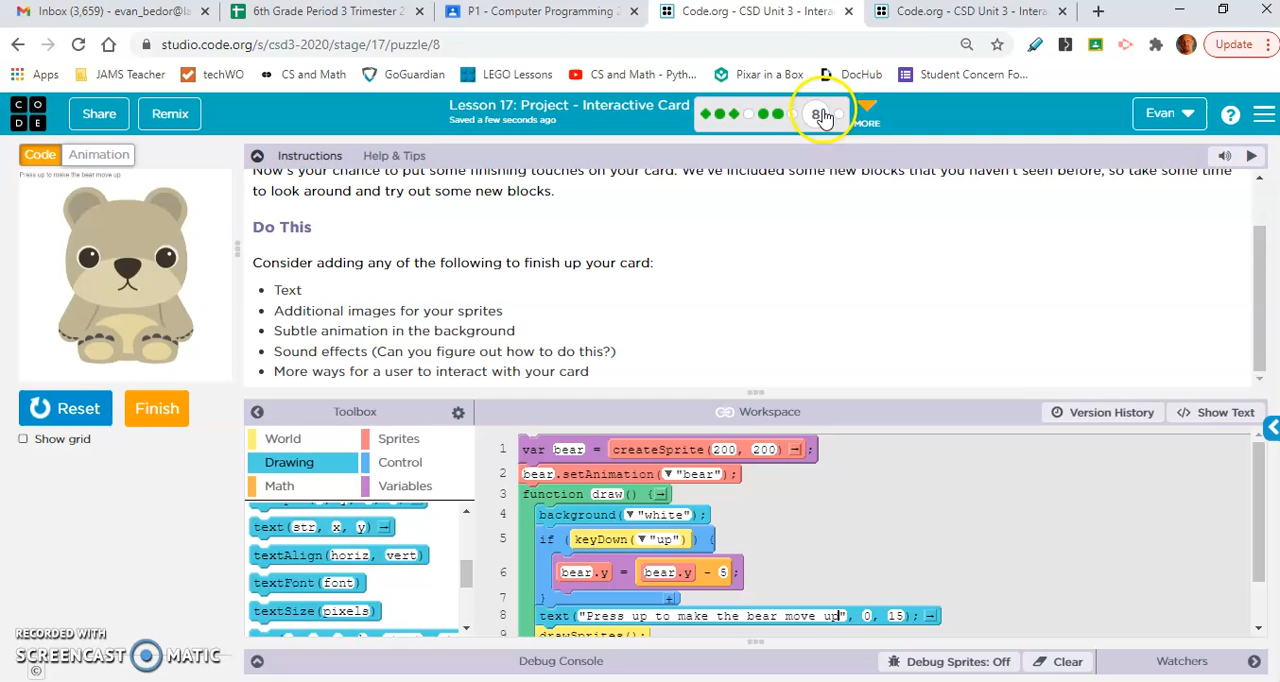 Inbox (3,659) - evan_bedor@la
6th Grade Period 3 Trimester 2
P1 - Computer Programming 2
Code.org - CSD Unit 3 - Intera
Code.org - CSD Unit 3 - Intera
studio.code.org/s/csd3-2020/stage/17/puzzle/8
Update
Apps
JAMS Teacher
techWO
CS and Math
GoGuardian
LEGO Lessons
CS and Math - Pyth...
Pixar in a Box
DocHub
Student Concern Fo...
C O
D E
Share
Remix
Lesson 17: Project - Interactive Card
Saved a few seconds ago
8
MORE
Evan
?
Code
Animation
Instructions
Help & Tips
Press up to make the bear move up
Now's your chance to put some finishing touches on your card. We've included some new blocks that you haven't seen before, so take some time
to look around and try out some new blocks.
Do This
Consider adding any of the following to finish up your card:
• Text
• Additional images for your sprites
• Subtle animation in the background
• Sound effects (Can you figure out how to do this?)
• More ways for a user to interact with your card
Reset
Finish
Show grid
Toolbox
Workspace
Version History
</> Show Text
World
Sprites
Drawing
Control
Math
Variables
text(str, x, y)
textAlign(horiz, vert)
textFont(font)
textSize(pixels)
1 var bear = createSprite(200, 200);
2 bear.setAnimation("bear");
3 function draw() {
4 background("white");
5 if (keyDown("up")) {
6 bear.y = bear.y - 5;
7 }
8 text("Press up to make the bear move up", 0, 15);
9 drawSprites();
RECORDED WITH
SCREENCAST MATIC
©
Debug Console
Debug Sprites: Off
Clear
Watchers